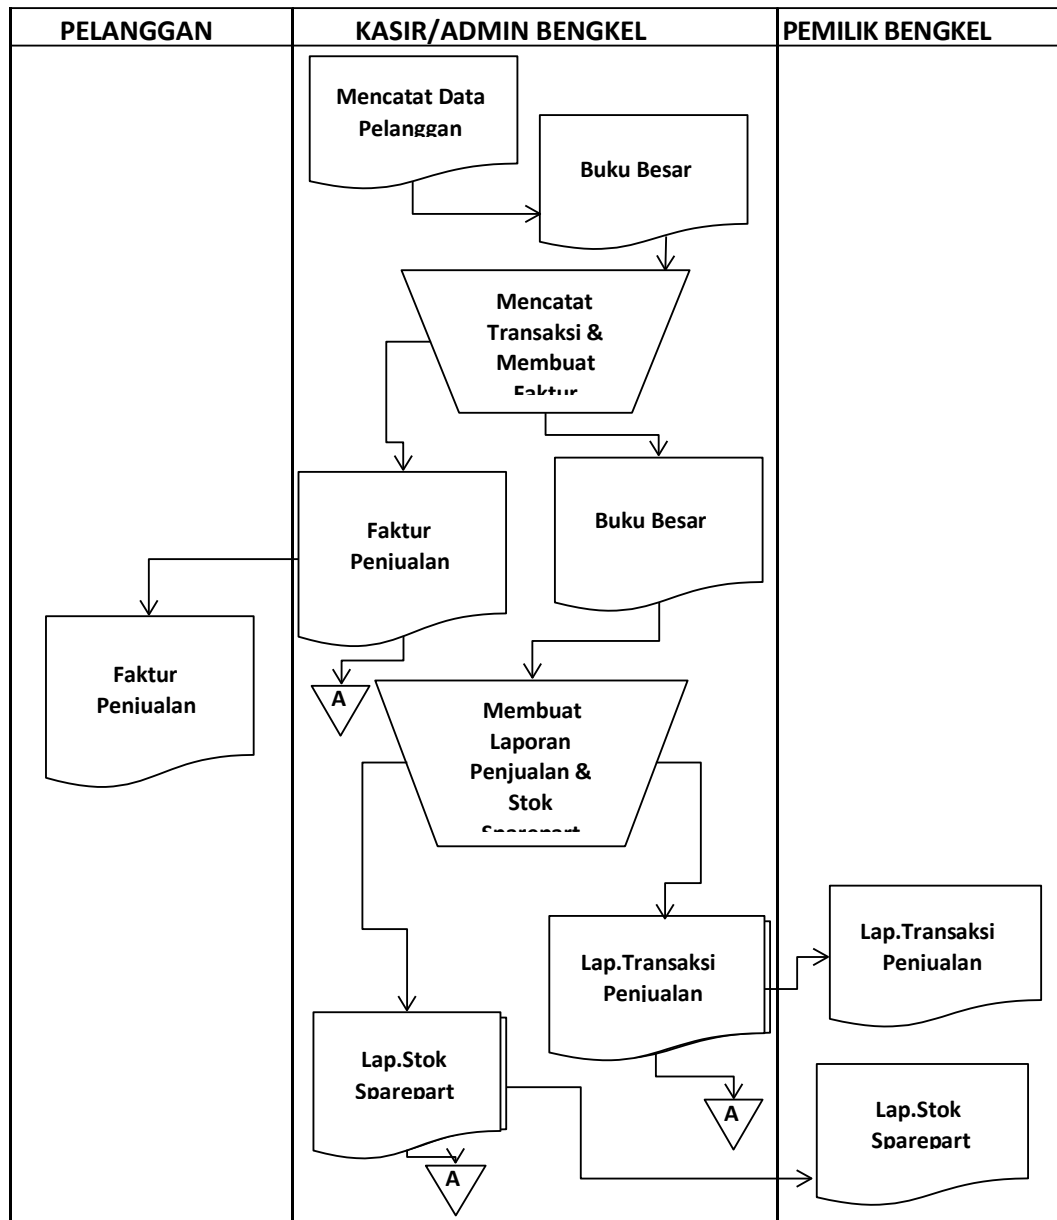 PELANGGAN
KASIR/ADMIN BENGKEL
PEMILIK BENGKEL
Mencatat Data
Pelanggan
Buku Besar
Mencatat
Transaksi &
Membuat
Faktur
Faktur
Penjualan
Buku Besar
Faktur
Penjualan
A
Membuat
Laporan
Penjualan &
Stok
Sparepart
Lap.Transaksi
Penjualan
Lap.Transaksi
Penjualan
Lap.Stok
Sparepart
A
Lap.Stok
Sparepart
A